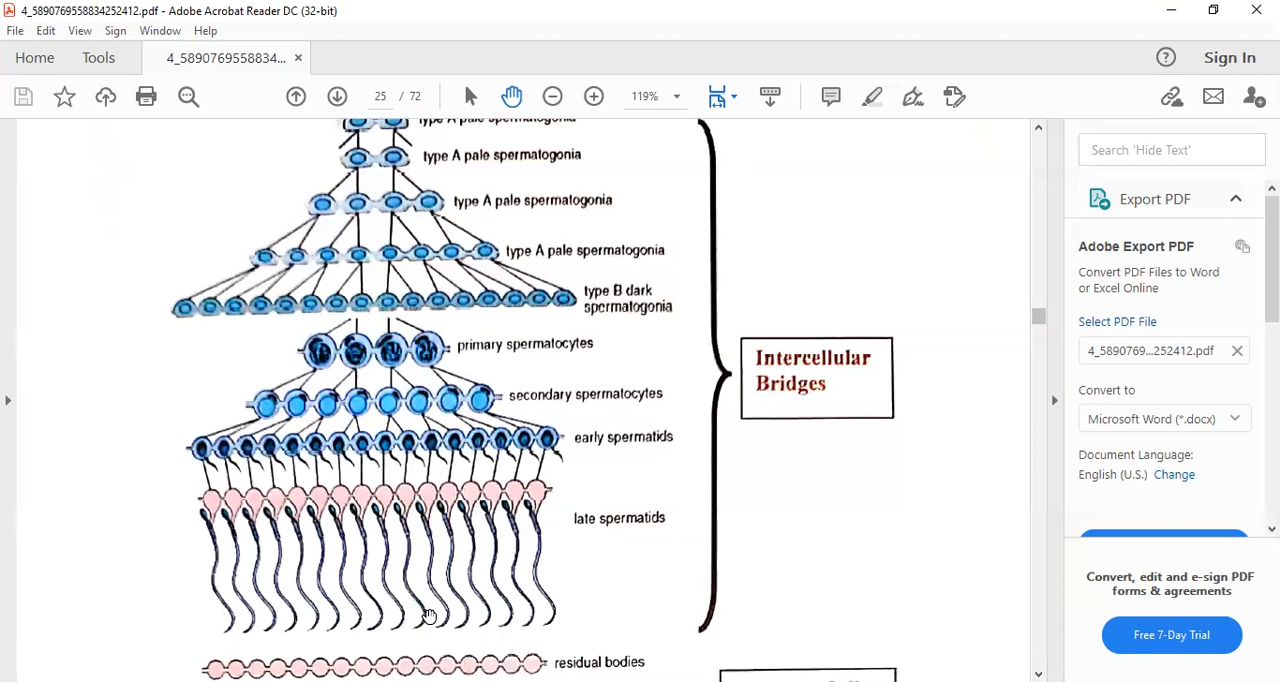 4_5890769558834252412.pdf - Adobe Acrobat Reader DC (32-bit)
File Edit View Sign Window Help
Home Tools 4_5890769558834... × Sign In
25 / 72 119%
type A pale spermatogonia
type A pale spermatogonia
type A pale spermatogonia
type A pale spermatogonia
type B dark
spermatogonia
primary spermatocytes
secondary spermatocytes
early spermatids
late spermatids
residual bodies
Intercellular
Bridges
Search 'Hide Text'
Export PDF
Adobe Export PDF
Convert PDF Files to Word
or Excel Online
Select PDF File
4_5890769...252412.pdf
Convert to
Microsoft Word (*.docx)
Document Language:
English (U.S.) Change
Convert, edit and e-sign PDF
forms & agreements
Free 7-Day Trial